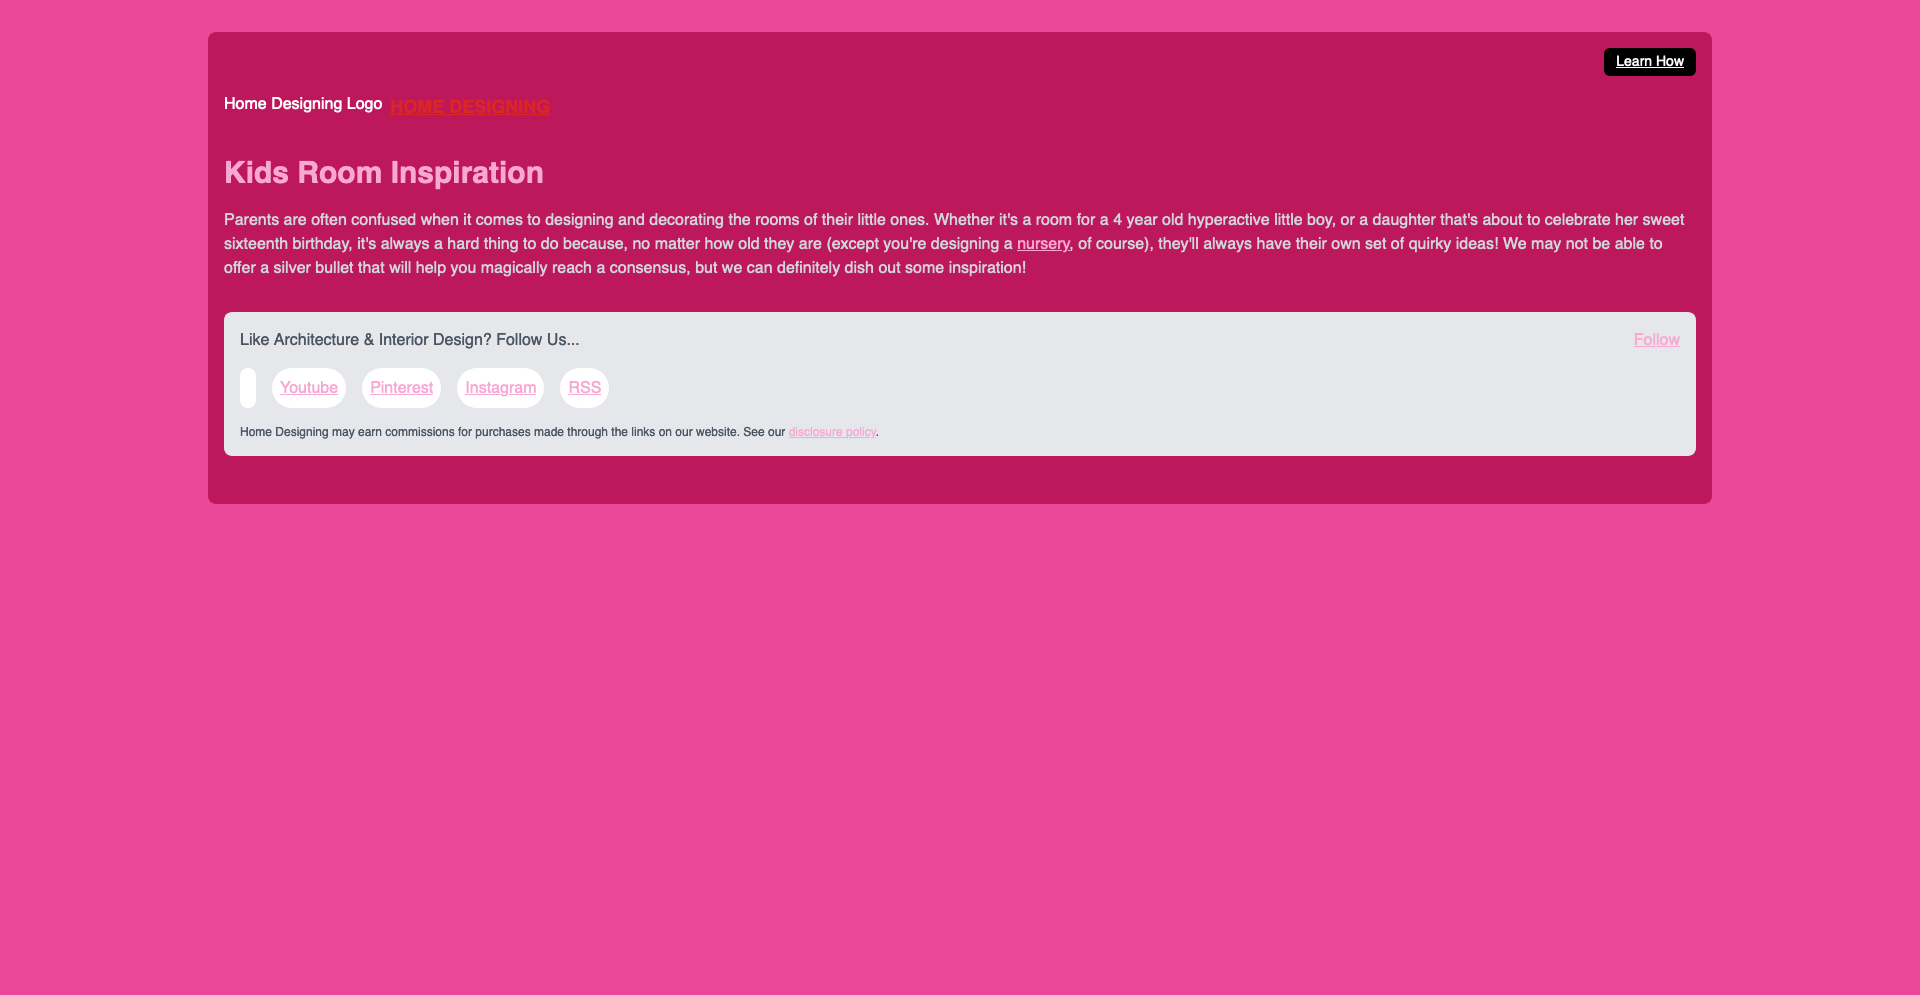 Learn How
Home Designing Logo HOME DESIGNING
Kids Room Inspiration
Parents are often confused when it comes to designing and decorating the rooms of their little ones. Whether it's a room for a 4 year old hyperactive little boy, or a daughter that's about to celebrate her sweet
sixteenth birthday, it's always a hard thing to do because, no matter how old they are (except you're designing a nursery, of course), they'll always have their own set of quirky ideas! We may not be able to
offer a silver bullet that will help you magically reach a consensus, but we can definitely dish out some inspiration!
Like Architecture & Interior Design? Follow Us... Follow
Youtube Pinterest Instagram RSS
Home Designing may earn commissions for purchases made through the links on our website. See our disclosure policy.